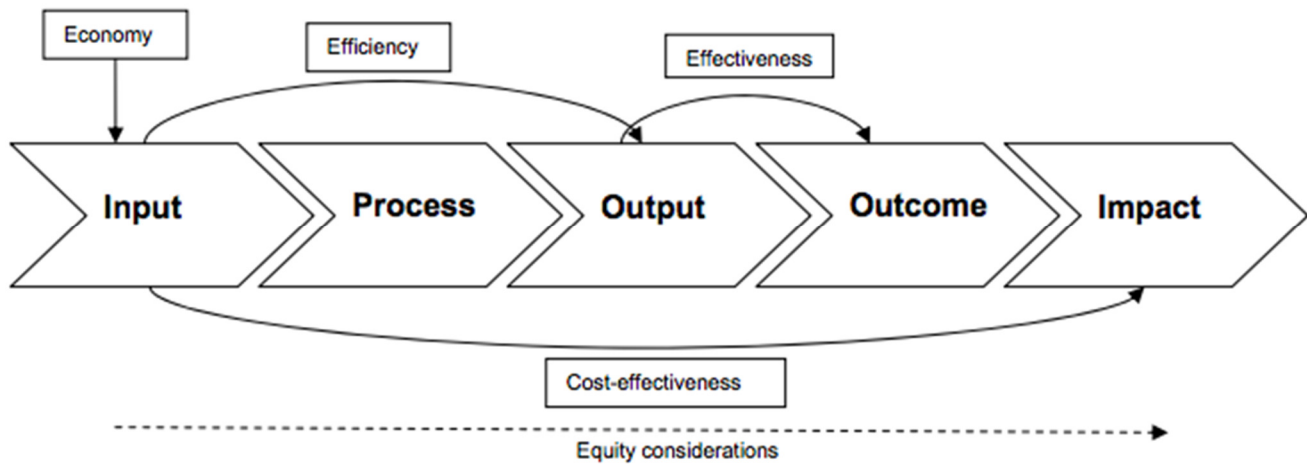 Economy
Efficiency
Effectiveness
Input
Process
Output
Outcome
Impact
Cost-effectiveness
Equity considerations